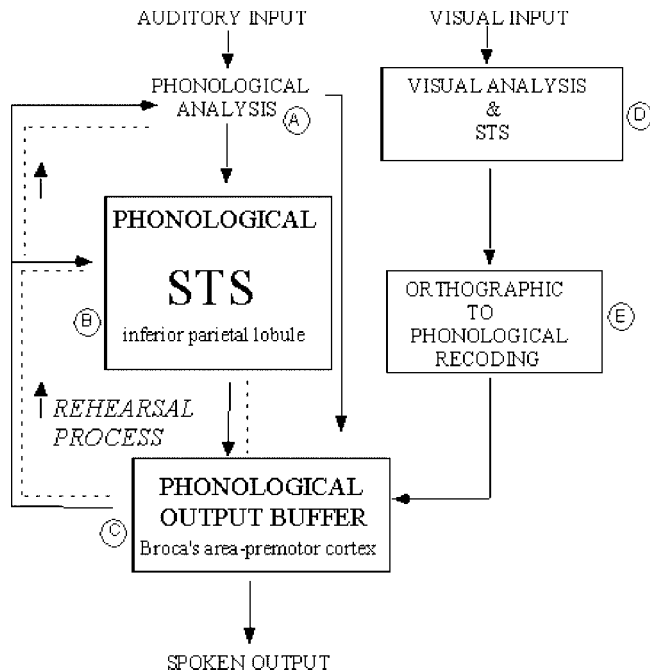 AUDITORY INPUT
VISUAL INPUT
PHONOLOGICAL
ANALYSIS
A
VISUAL ANALYSIS
&
STS
D
PHONOLOGICAL
STS
inferior parietal lobule
B
ORTHOGRAPHIC
TO
PHONOLOGICAL
RECODING
E
REHEARSAL
PROCESS
PHONOLOGICAL
OUTPUT BUFFER
Broca's area-premotor cortex
C
SPOKEN OUTPUT